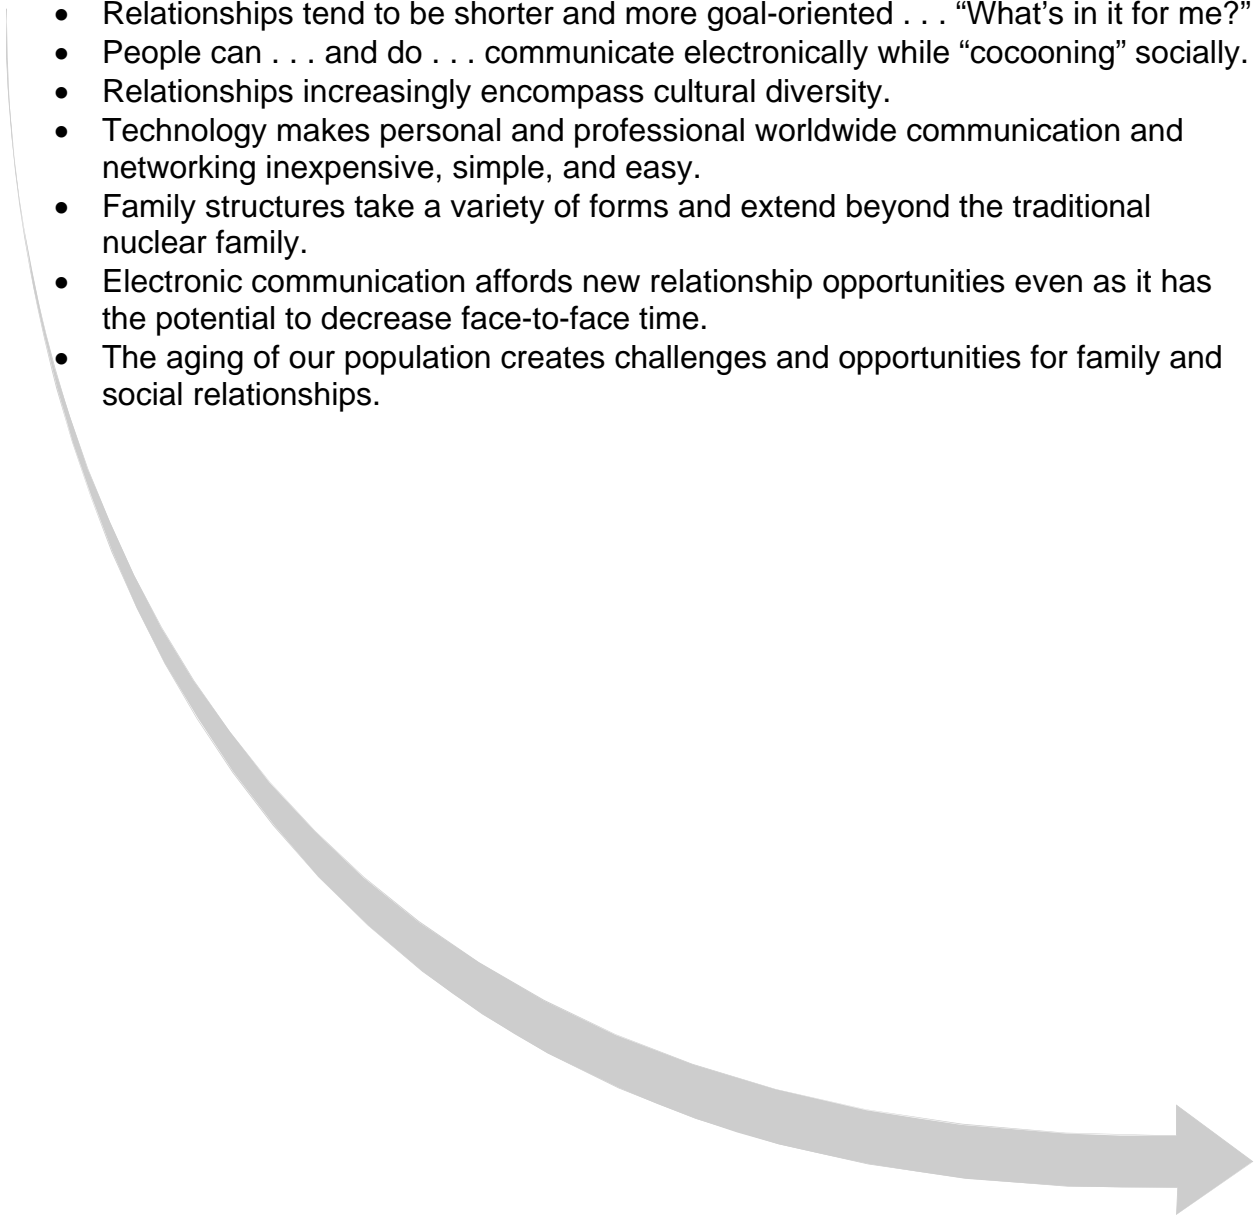 • Relationships tend to be shorter and more goal-oriented . . . “What’s in it for me?”
• People can . . . and do . . . communicate electronically while “cocooning” socially.
• Relationships increasingly encompass cultural diversity.
• Technology makes personal and professional worldwide communication and
networking inexpensive, simple, and easy.
• Family structures take a variety of forms and extend beyond the traditional
nuclear family.
• Electronic communication affords new relationship opportunities even as it has
the potential to decrease face-to-face time.
• The aging of our population creates challenges and opportunities for family and
social relationships.